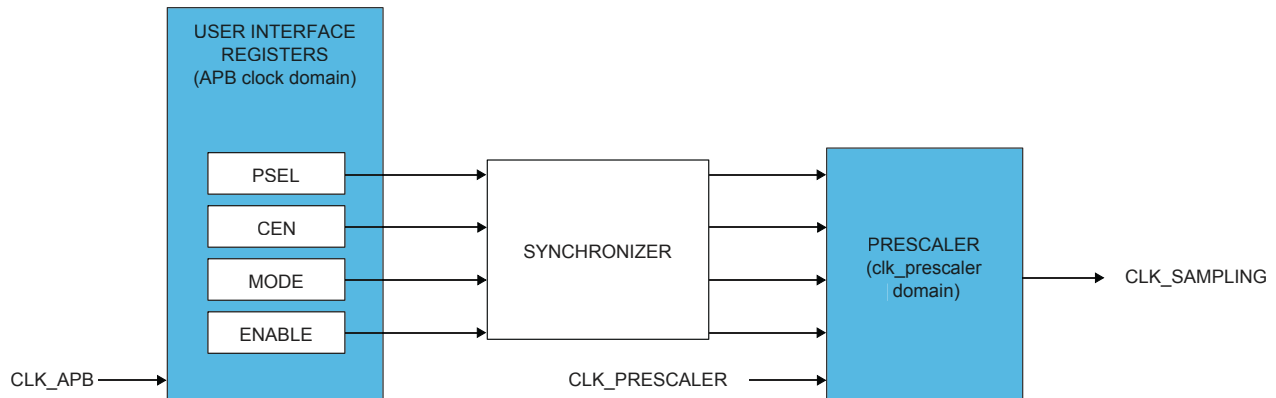 USER INTERFACE
REGISTERS
(APB clock domain)
PSEL
CEN
MODE
ENABLE
CLK_APB
SYNCHRONIZER
CLK_PRESCALER
PRESCALER
(clk_prescaler
domain)
CLK_SAMPLING